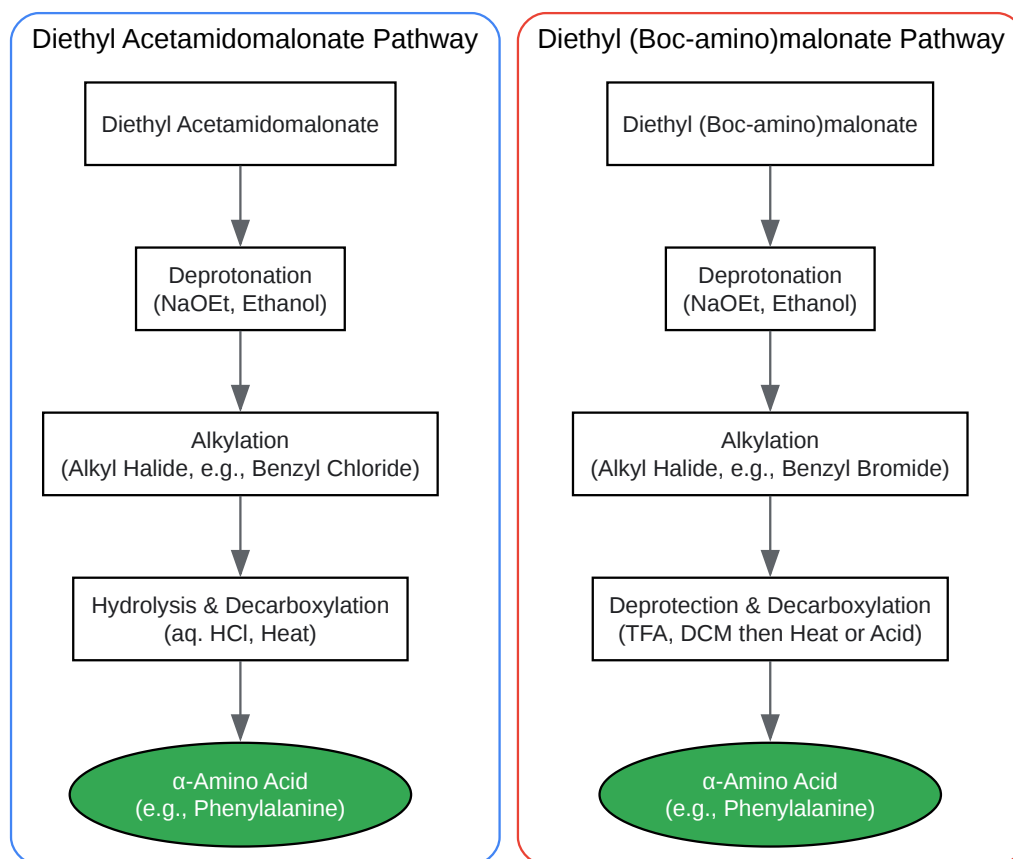 Diethyl Acetamidomalonate Pathway
Diethyl Acetamidomalonate
Deprotonation
(NaOEt, Ethanol)
Alkylation
(Alkyl Halide, e.g., Benzyl Chloride)
Hydrolysis & Decarboxylation
(aq. HCl, Heat)
α-Amino Acid
(e.g., Phenylalanine)
Diethyl (Boc-amino)malonate Pathway
Diethyl (Boc-amino)malonate
Deprotonation
(NaOEt, Ethanol)
Alkylation
(Alkyl Halide, e.g., Benzyl Bromide)
Deprotection & Decarboxylation
(TFA, DCM then Heat or Acid)
α-Amino Acid
(e.g., Phenylalanine)